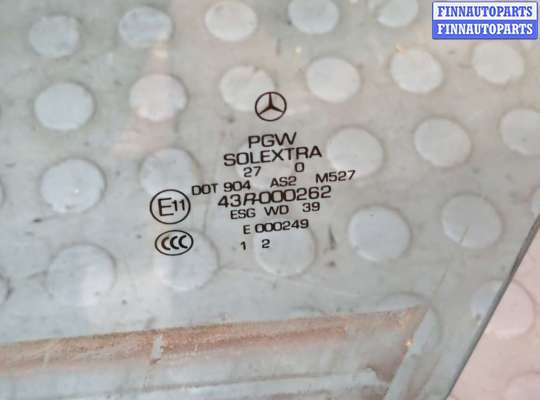 FINNAUTOPARTS
FINNAUTOPARTS
PGW
SOLEXTRA
27 0
DOT 904 AS2 M527
E11 43R-000262
ESG WD 39
CCC E 000249
1 2